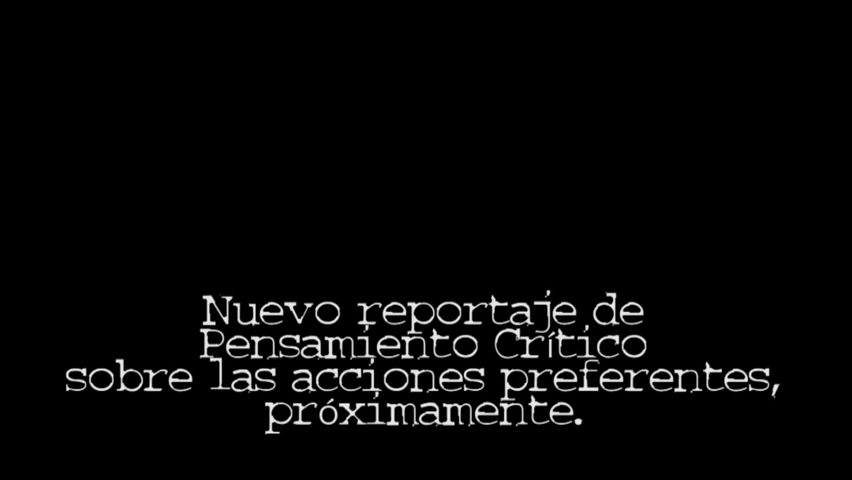 Nuevo reportaje de
Pensamiento Crítico
sobre las acciones preferentes,
próximamente.